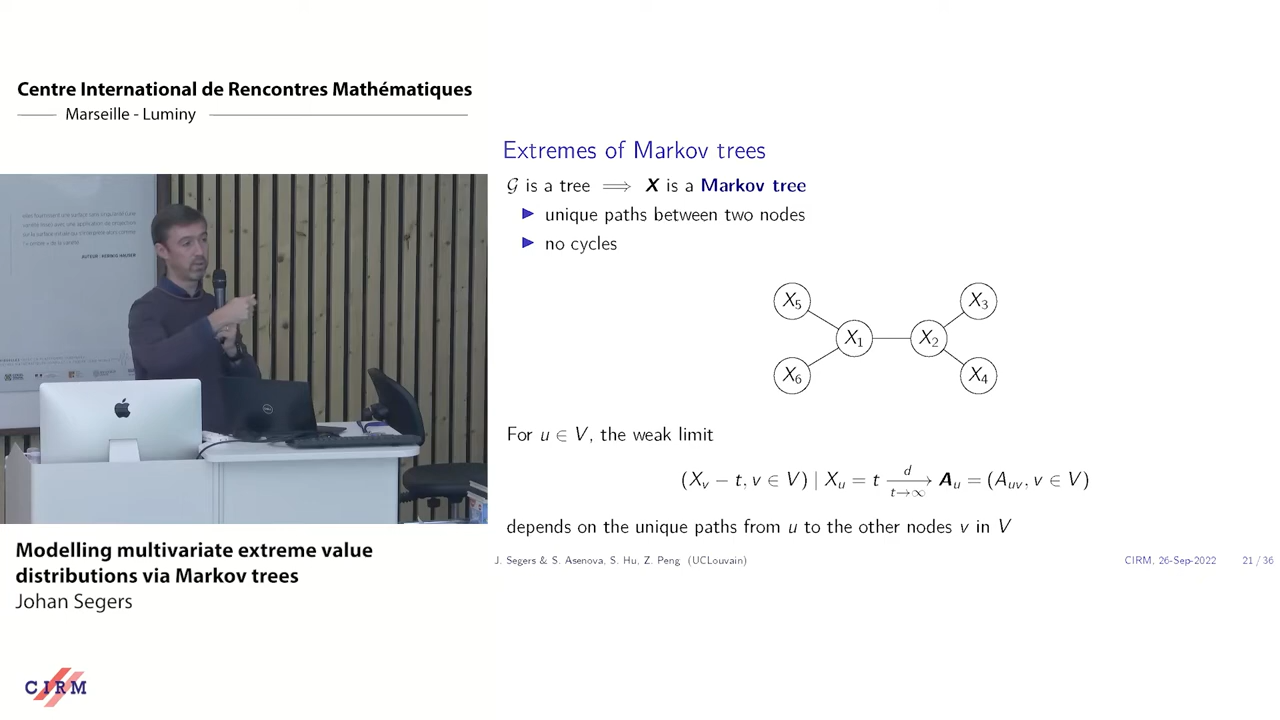 Centre International de Rencontres Mathématiques
Marseille - Luminy
AUTEUR : HERWIG HAUSER
Modelling multivariate extreme value
distributions via Markov trees
Johan Segers
CIRM
Extremes of Markov trees
𝒢 is a tree ⟹ X is a Markov tree
▶ unique paths between two nodes
▶ no cycles
X₅ X₃
X₁ X₂
X₆ X₄
For u ∈ V, the weak limit
(Xᵥ − t, v ∈ V) | Xᵤ = t →(d, t→∞) Aᵤ = (Aᵤᵥ, v ∈ V)
depends on the unique paths from u to the other nodes v in V
J. Segers & S. Asenova, S. Hu, Z. Peng (UCLouvain) CIRM, 26-Sep-2022 21 / 36